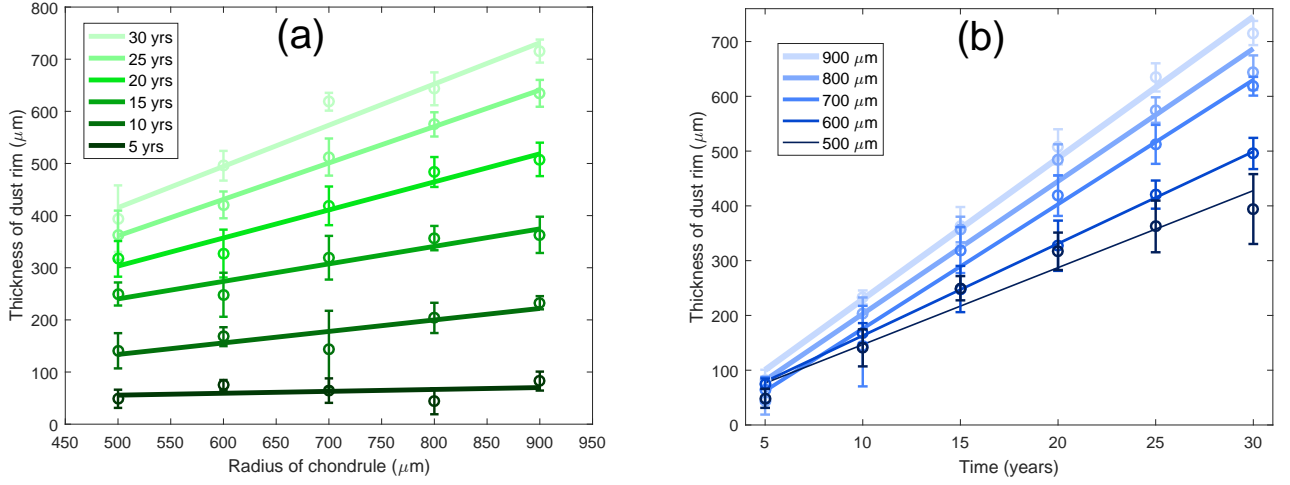 (a)
Thickness of dust rim (μm)
800
700
600
500
400
300
200
100
0
30 yrs
25 yrs
20 yrs
15 yrs
10 yrs
5 yrs
450 500 550 600 650 700 750 800 850 900 950
Radius of chondrule (μm)
(b)
Thickness of dust rim (μm)
700
600
500
400
300
200
100
0
900 μm
800 μm
700 μm
600 μm
500 μm
5 10 15 20 25 30
Time (years)